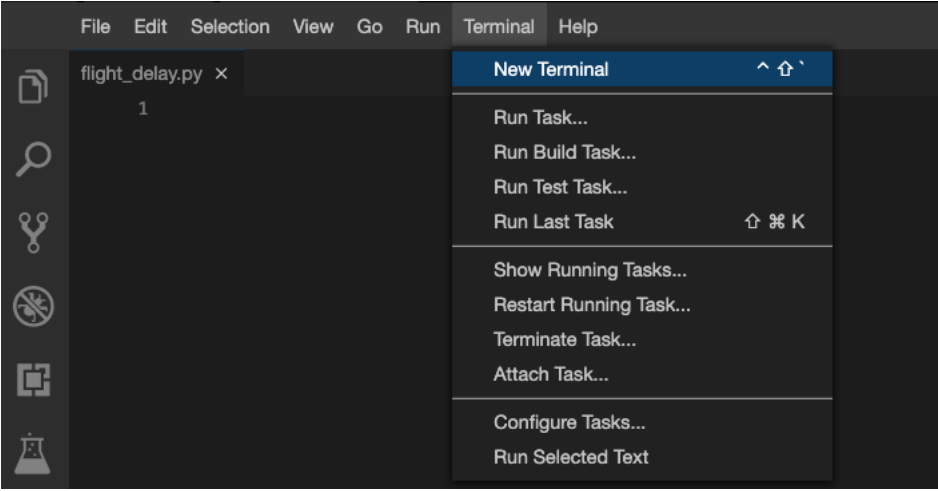 File Edit Selection View Go Run Terminal Help
flight_delay.py ×
1
New Terminal ^ ⇧ `
Run Task...
Run Build Task...
Run Test Task...
Run Last Task ⇧ ⌘ K
Show Running Tasks...
Restart Running Task...
Terminate Task...
Attach Task...
Configure Tasks...
Run Selected Text